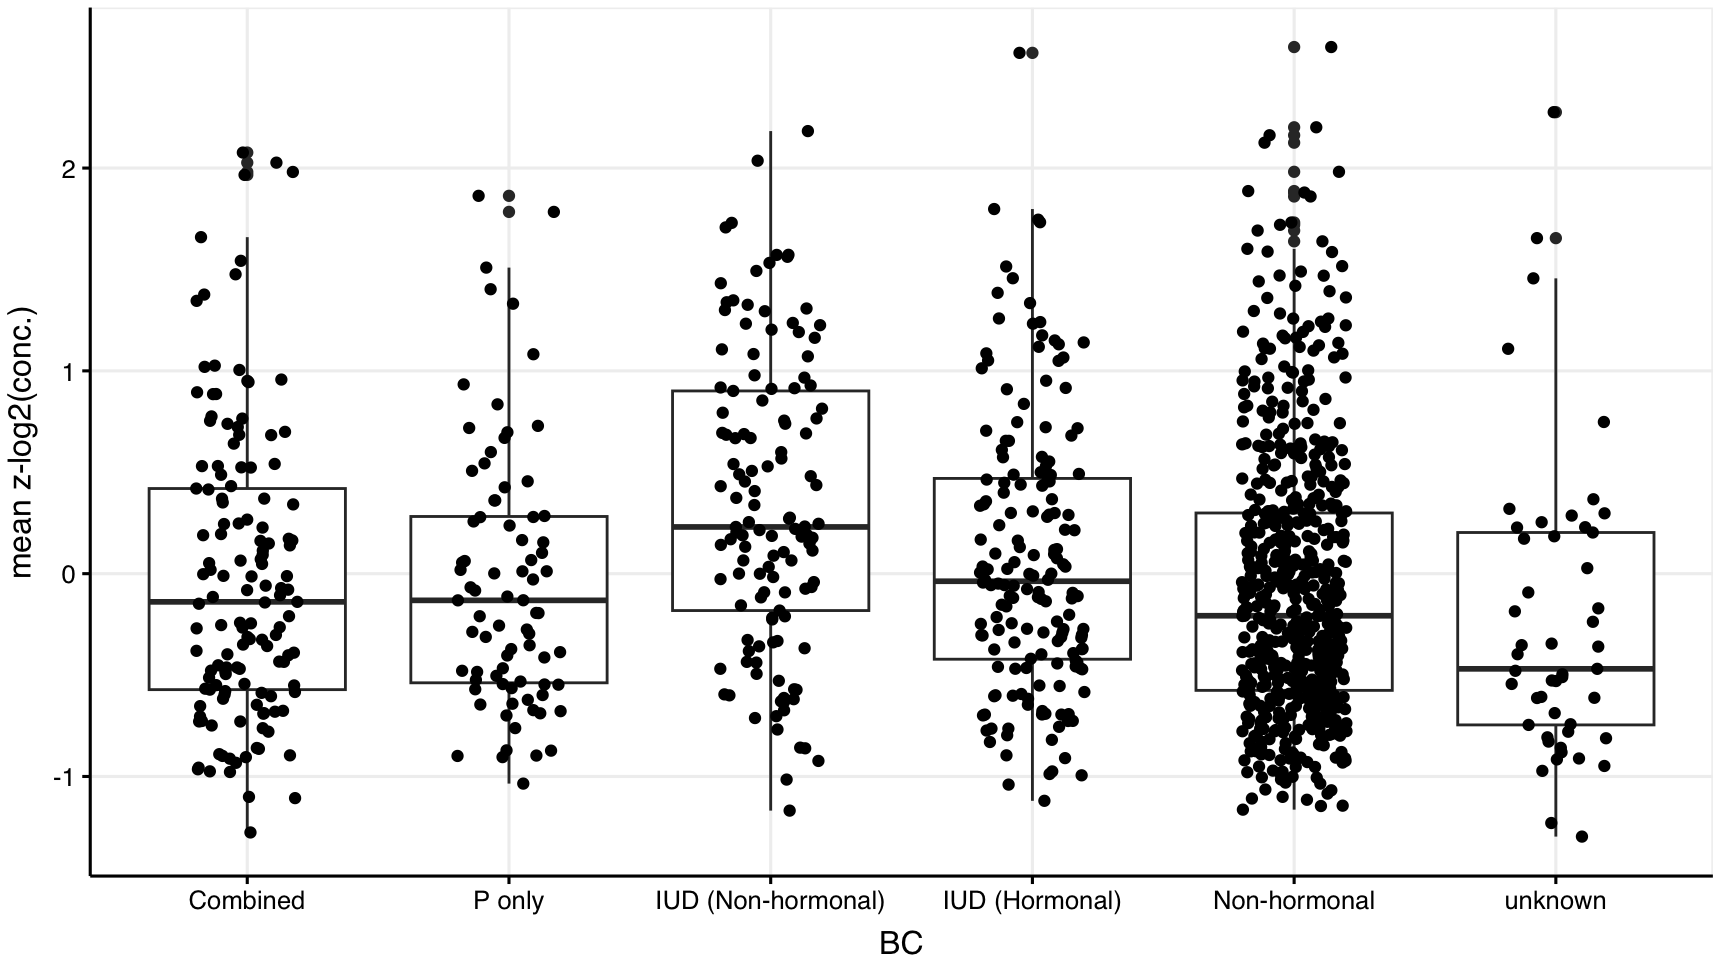 mean z-log2(conc.)
2
1
0
-1
Combined P only IUD (Non-hormonal) IUD (Hormonal) Non-hormonal unknown
BC